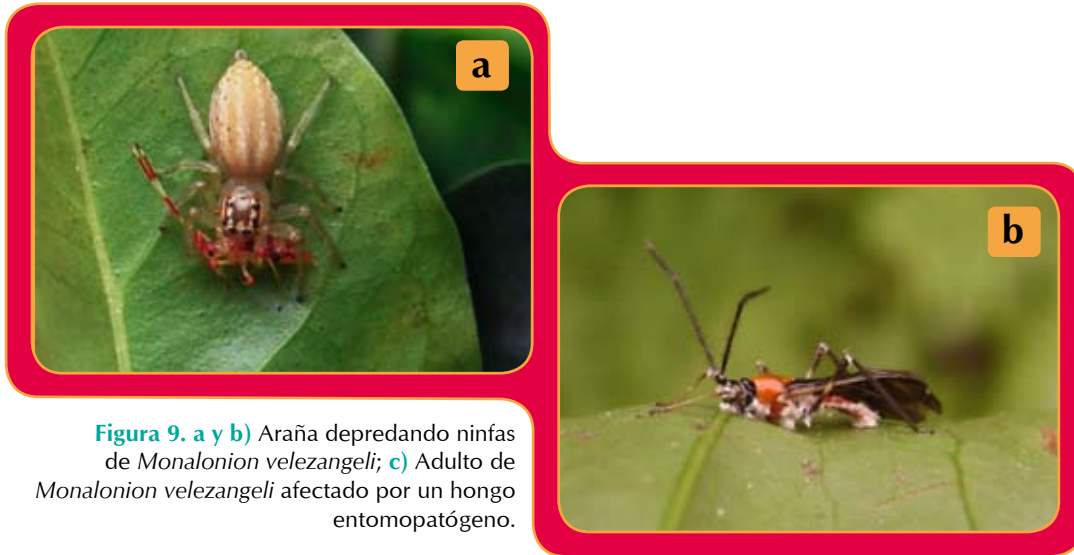 a
b
Figura 9. a y b) Araña depredando ninfas
de Monalonion velezangeli; c) Adulto de
Monalonion velezangeli afectado por un hongo
entomopatógeno.